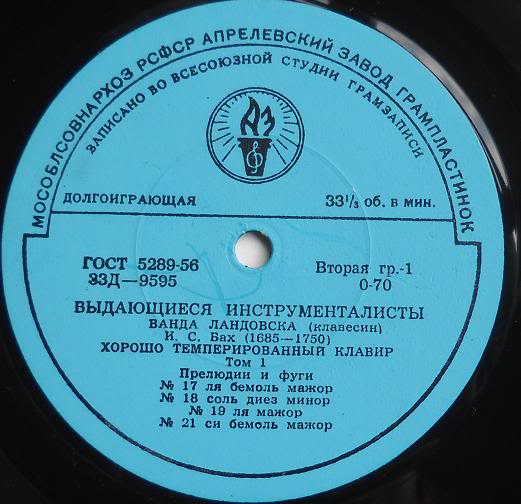 МОСОБЛСОВНАРХОЗ РСФСР АПРЕЛЕВСКИЙ ЗАВОД ГРАМПЛАСТИНОК
ЗАПИСАНО ВО ВСЕСОЮЗНОЙ СТУДИИ ГРАМЗАПИСИ
АЗ
ДОЛГОИГРАЮЩАЯ 33⅓ об. в мин.
ГОСТ 5289-56 Вторая гр.-1
33Д—9595 0-70
ВЫДАЮЩИЕСЯ ИНСТРУМЕНТАЛИСТЫ
ВАНДА ЛАНДОВСКА (клавесин)
И. С. Бах (1685—1750)
ХОРОШО ТЕМПЕРИРОВАННЫЙ КЛАВИР
Том 1
Прелюдии и фуги
№ 17 ля бемоль мажор
№ 18 соль диез минор
№ 19 ля мажор
№ 21 си бемоль мажор